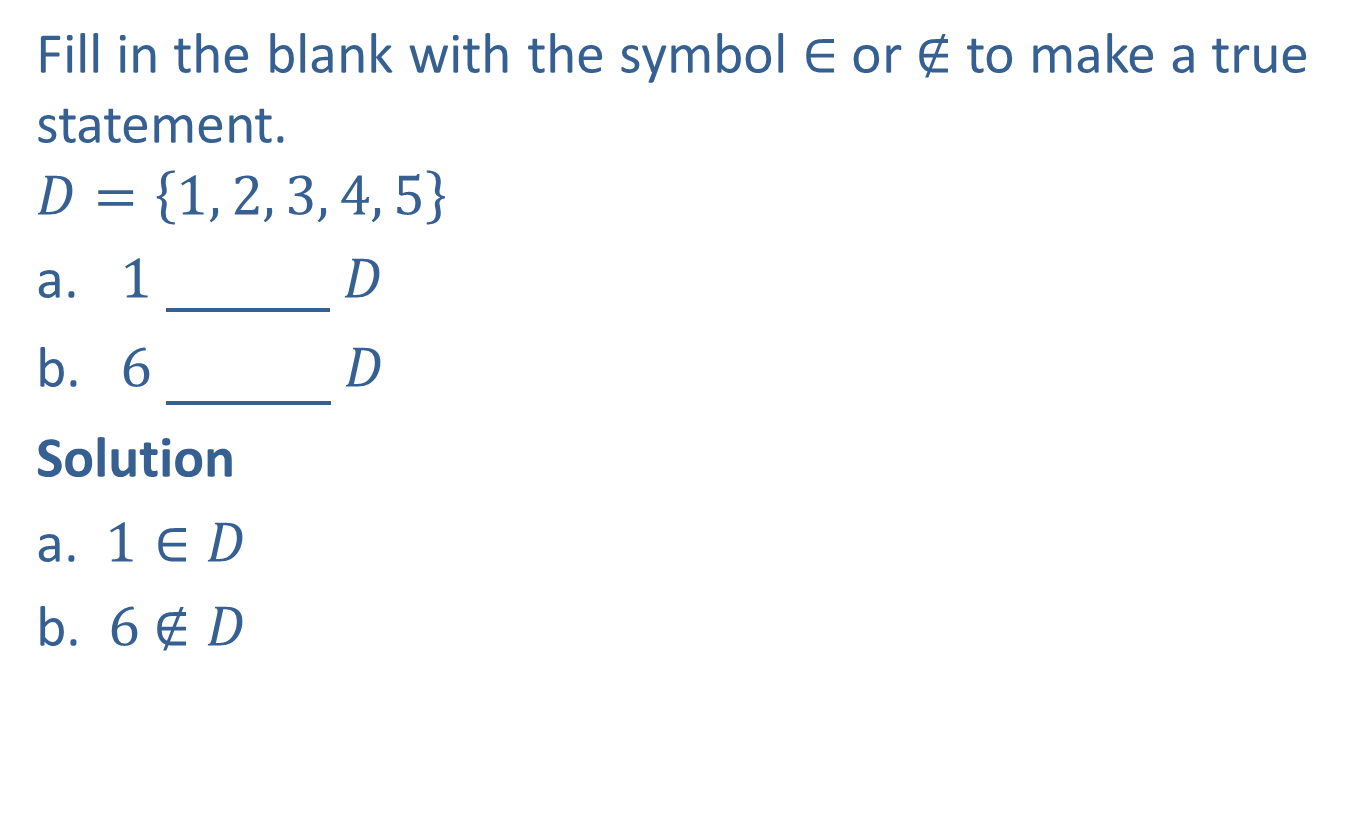 Fill in the blank with the symbol ∈ or ∉ to make a true
statement.
D = {1, 2, 3, 4, 5}
a. 1 ______ D
b. 6 ______ D
Solution
a. 1 ∈ D
b. 6 ∉ D